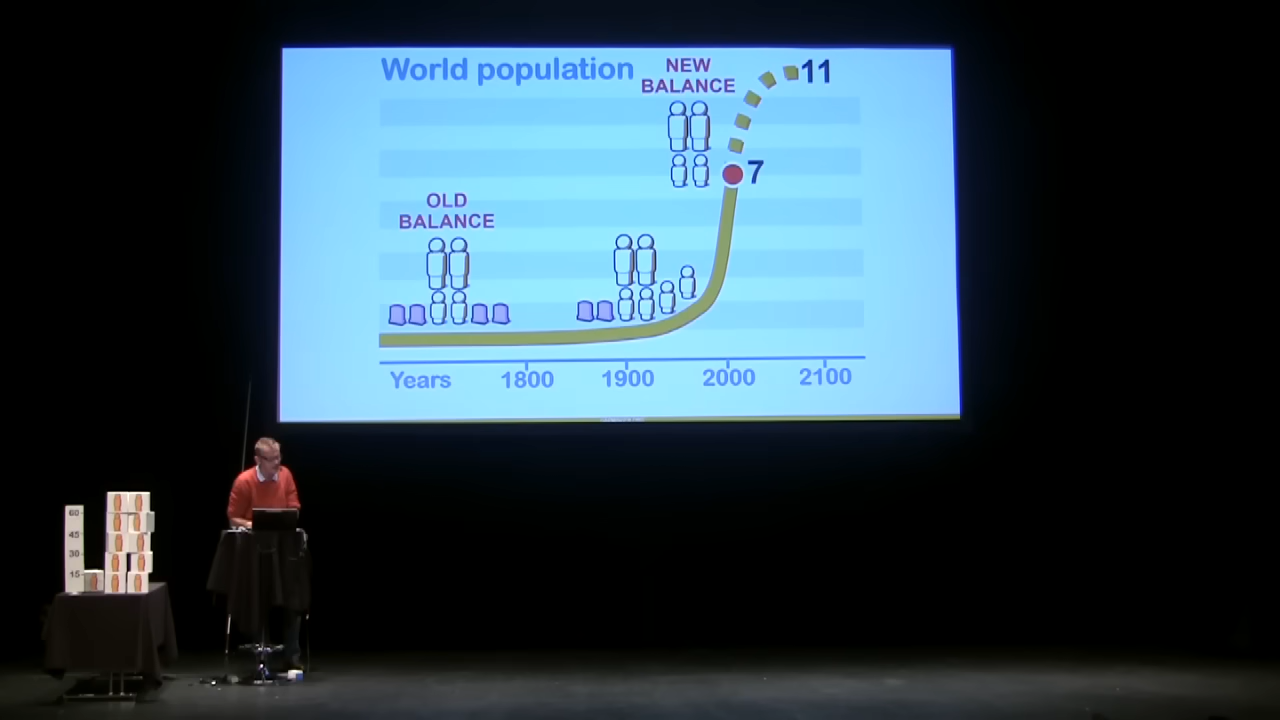 World population
NEW
BALANCE
11
7
OLD
BALANCE
Years 1800 1900 2000 2100
60
45
30
15